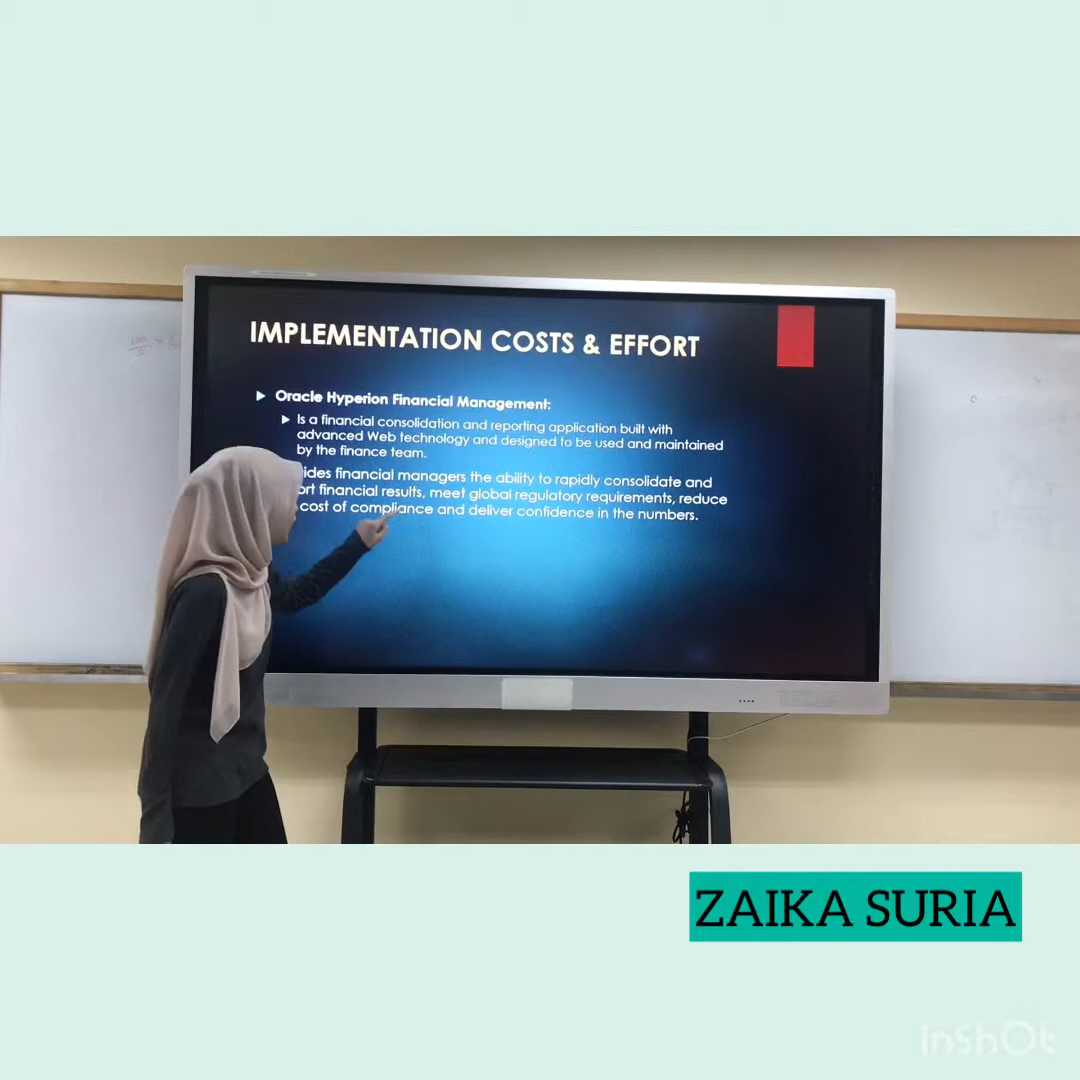 IMPLEMENTATION COSTS & EFFORT
Oracle Hyperion Financial Management:
Is a financial consolidation and reporting application built with
advanced Web technology and designed to be used and maintained
by the finance team.
ides financial managers the ability to rapidly consolidate and
ort financial results, meet global regulatory requirements, reduce
cost of compliance and deliver confidence in the numbers.
ZAIKA SURIA
InShOt